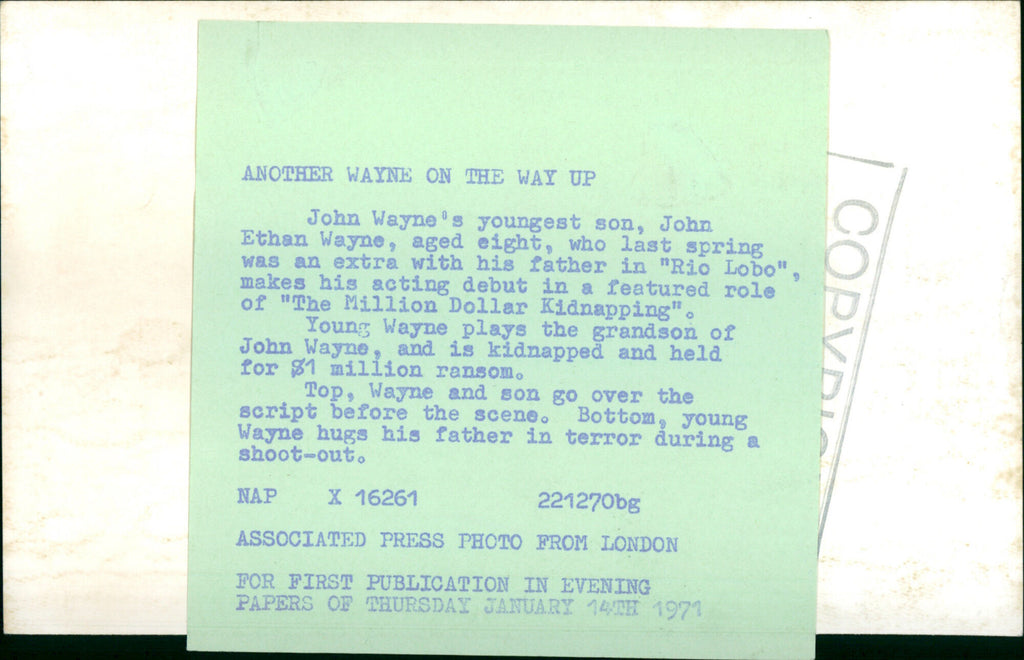 ANOTHER WAYNE ON THE WAY UP
John Wayne's youngest son, John
Ethan Wayne, aged eight, who last spring
was an extra with his father in "Rio Lobo",
makes his acting debut in a featured role
of "The Million Dollar Kidnapping".
Young Wayne plays the grandson of
John Wayne, and is kidnapped and held
for $1 million ransom.
Top, Wayne and son go over the
script before the scene. Bottom, young
Wayne hugs his father in terror during a
shoot-out.
NAP X 16261 221270bg
ASSOCIATED PRESS PHOTO FROM LONDON
FOR FIRST PUBLICATION IN EVENING
PAPERS OF THURSDAY JANUARY 14TH 1971